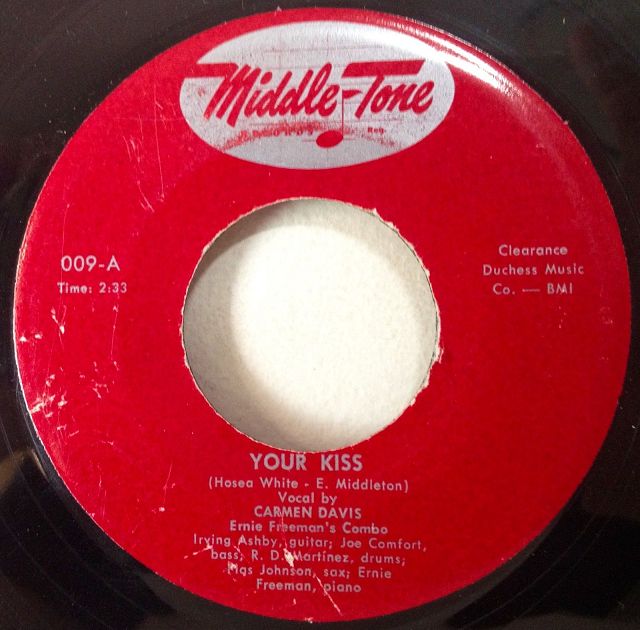 Middle-Tone
Reg.
009-A
Time: 2:33
Clearance
Duchess Music
Co. — BMI
YOUR KISS
(Hosea White - E. Middleton)
Vocal by
CARMEN DAVIS
Ernie Freeman's Combo
Irving Ashby, guitar; Joe Comfort,
bass; R. D. Martinez, drums;
Johnson, sax; Ernie
Freeman, piano